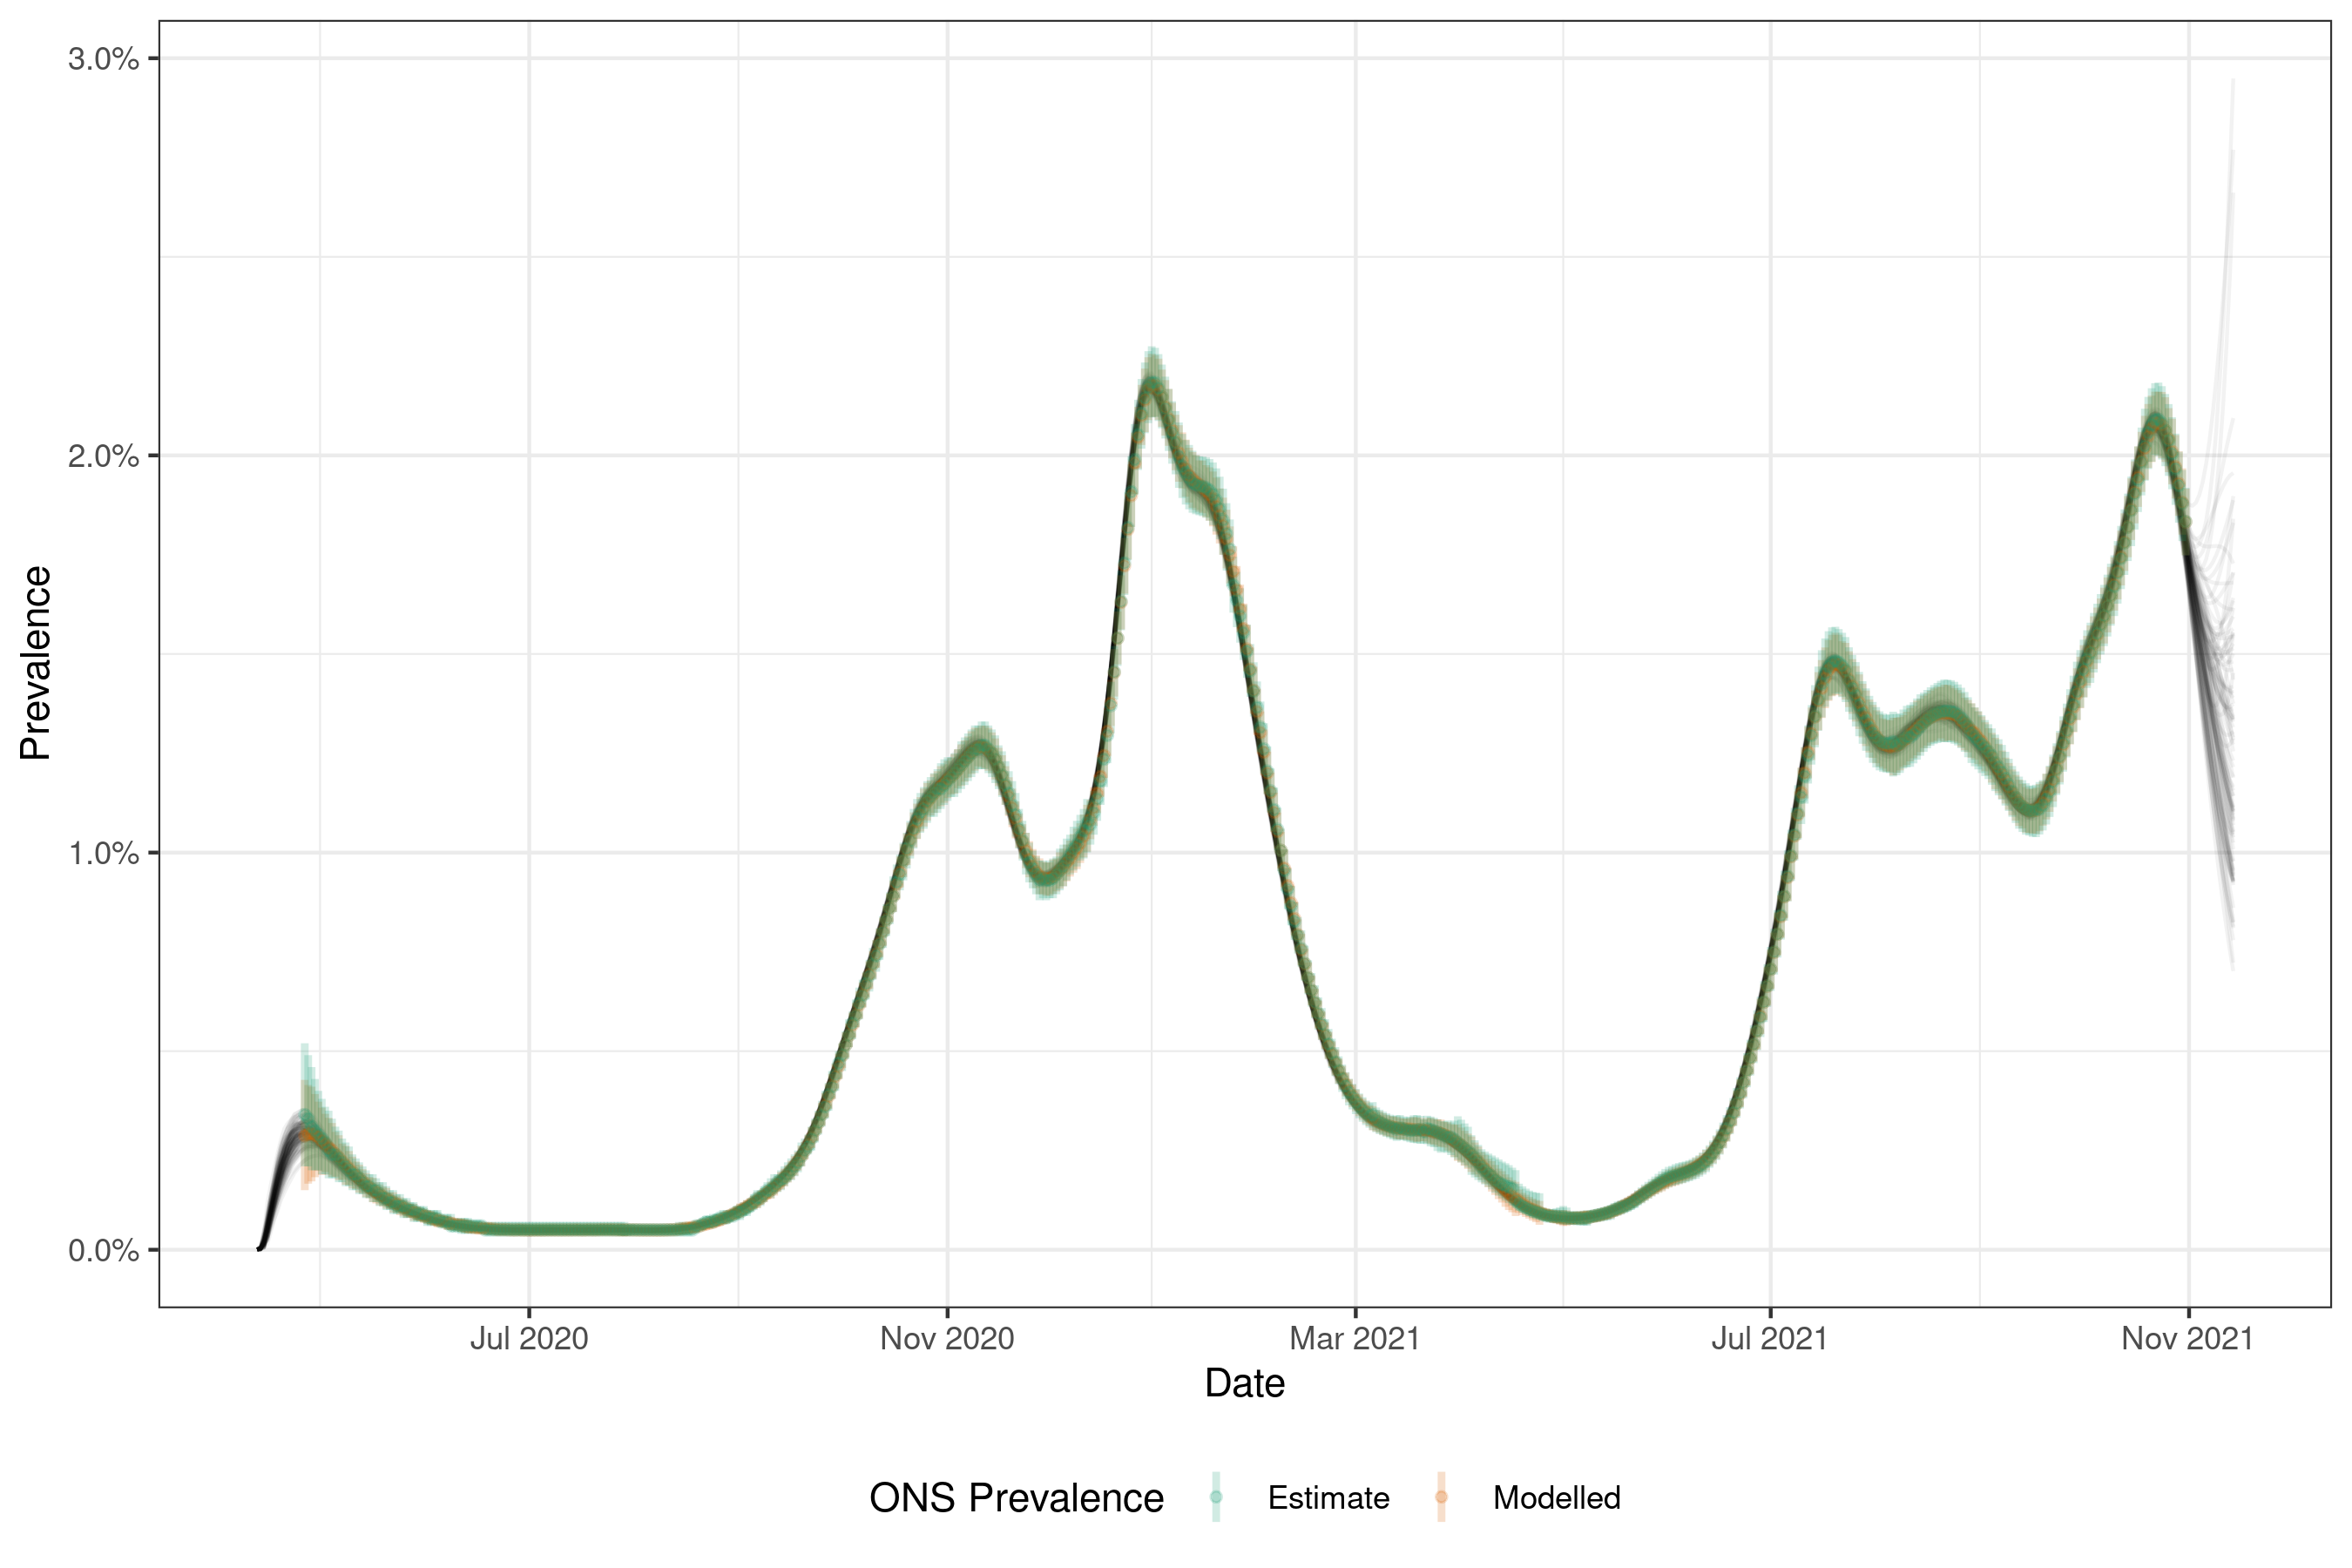 3.0%
2.0%
1.0%
0.0%
Prevalence
Jul 2020
Nov 2020
Mar 2021
Jul 2021
Nov 2021
Date
ONS Prevalence
Estimate
Modelled